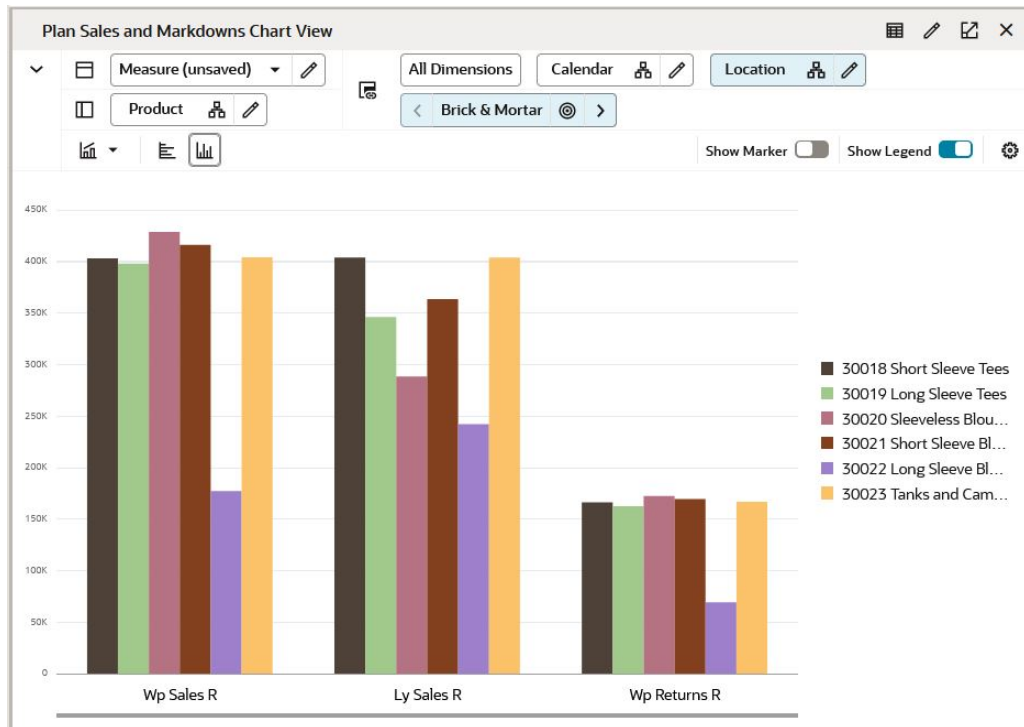 Plan Sales and Markdowns Chart View
Measure (unsaved)
All Dimensions
Calendar
Location
Product
Brick & Mortar
Show Marker
Show Legend
450K
400K
350K
300K
250K
200K
150K
100K
50K
0
Wp Sales R
Ly Sales R
Wp Returns R
30018 Short Sleeve Tees
30019 Long Sleeve Tees
30020 Sleeveless Blou...
30021 Short Sleeve Bl...
30022 Long Sleeve Bl...
30023 Tanks and Cam...